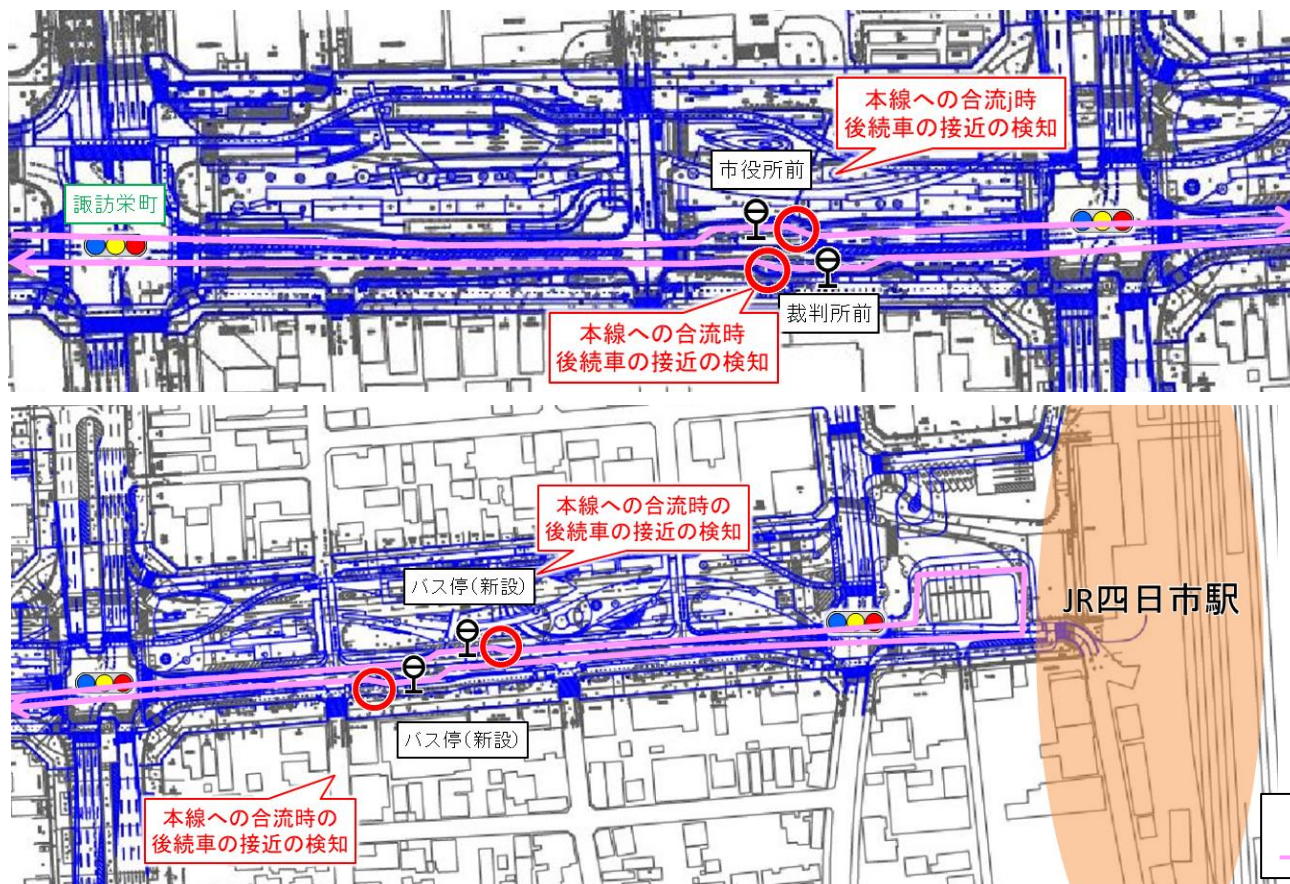 本線への合流j時
後続車の接近の検知
市役所前
諏訪栄町
裁判所前
本線への合流時
後続車の接近の検知
本線への合流時の
後続車の接近の検知
バス停(新設)
JR四日市駅
バス停(新設)
本線への合流時の
後続車の接近の検知